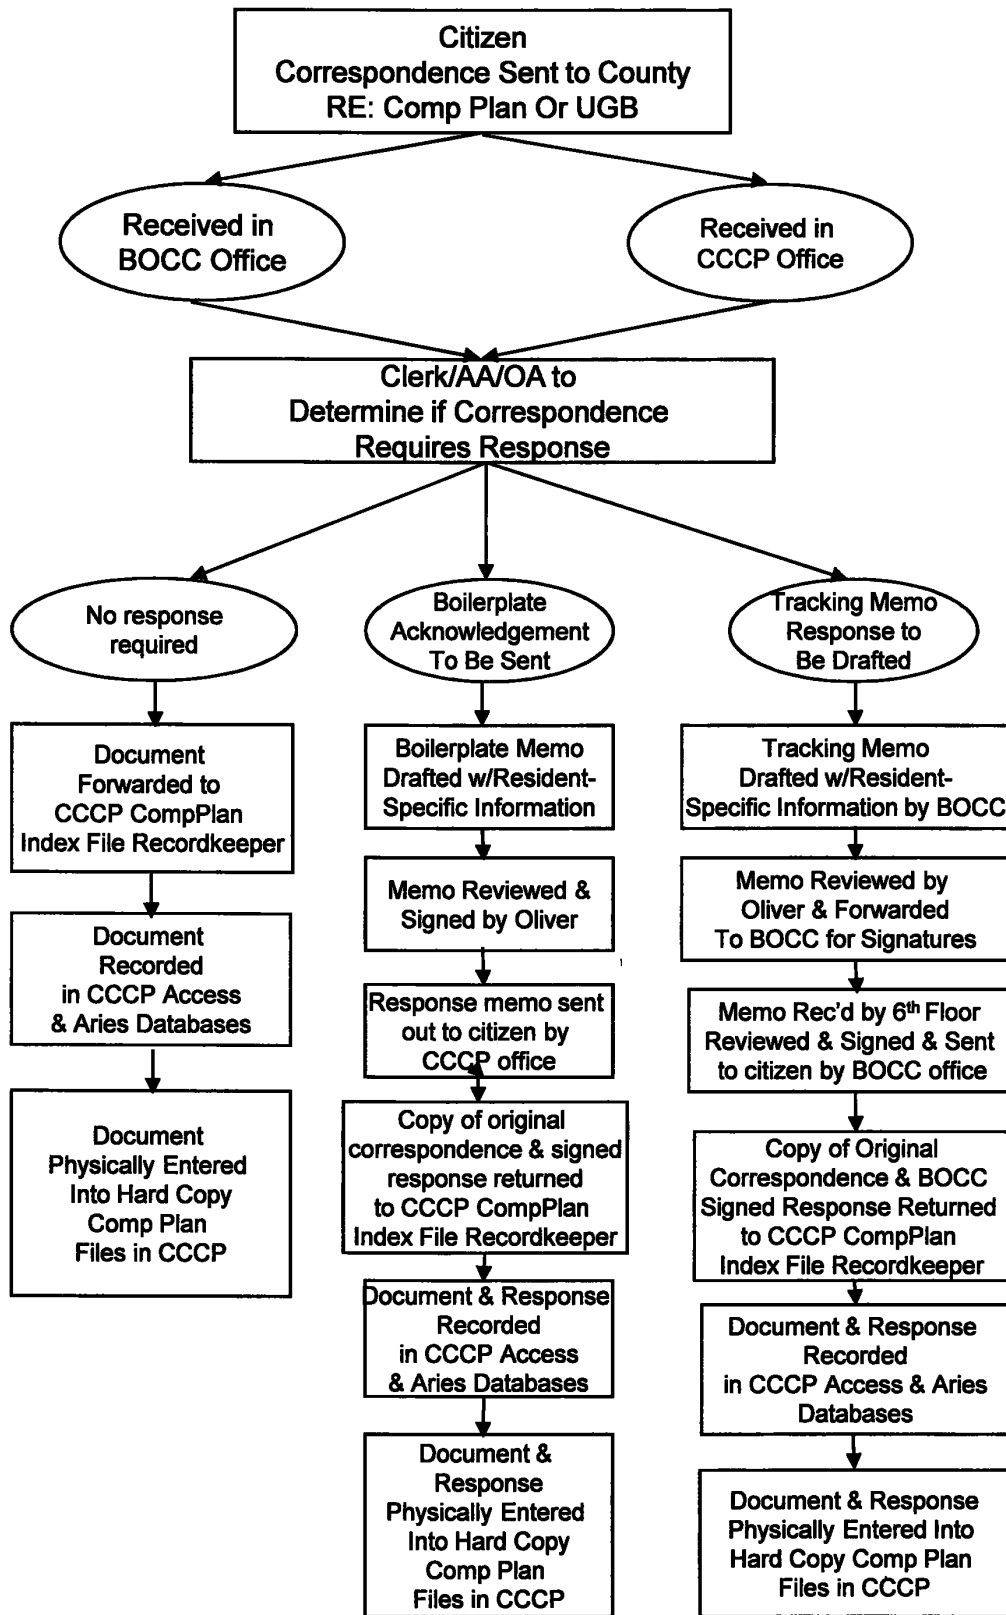 Citizen
Correspondence Sent to County
RE: Comp Plan Or UGB
Received in
BOCC Office
Received in
CCCP Office
Clerk/AA/OA to
Determine if Correspondence
Requires Response
No response
required
Boilerplate
Acknowledgement
To Be Sent
Tracking Memo
Response to
Be Drafted
Document
Forwarded to
CCCP CompPlan
Index File Recordkeeper
Document
Recorded
in CCCP Access
& Aries Databases
Document
Physically Entered
Into Hard Copy
Comp Plan
Files in CCCP
Boilerplate Memo
Drafted w/Resident-
Specific Information
Memo Reviewed &
Signed by Oliver
Response memo sent
out to citizen by
CCCP office
Copy of original
correspondence & signed
response returned
to CCCP CompPlan
Index File Recordkeeper
Document & Response
Recorded
in CCCP Access
& Aries Databases
Document &
Response
Physically Entered
Into Hard Copy
Comp Plan
Files in CCCP
Tracking Memo
Drafted w/Resident-
Specific Information by BOCC
Memo Reviewed by
Oliver & Forwarded
To BOCC for Signatures
Memo Rec'd by 6th Floor
Reviewed & Signed & Sent
to citizen by BOCC office
Copy of Original
Correspondence & BOCC
Signed Response Returned
to CCCP CompPlan
Index File Recordkeeper
Document & Response
Recorded
in CCCP Access & Aries
Databases
Document & Response
Physically Entered Into
Hard Copy Comp Plan
Files in CCCP